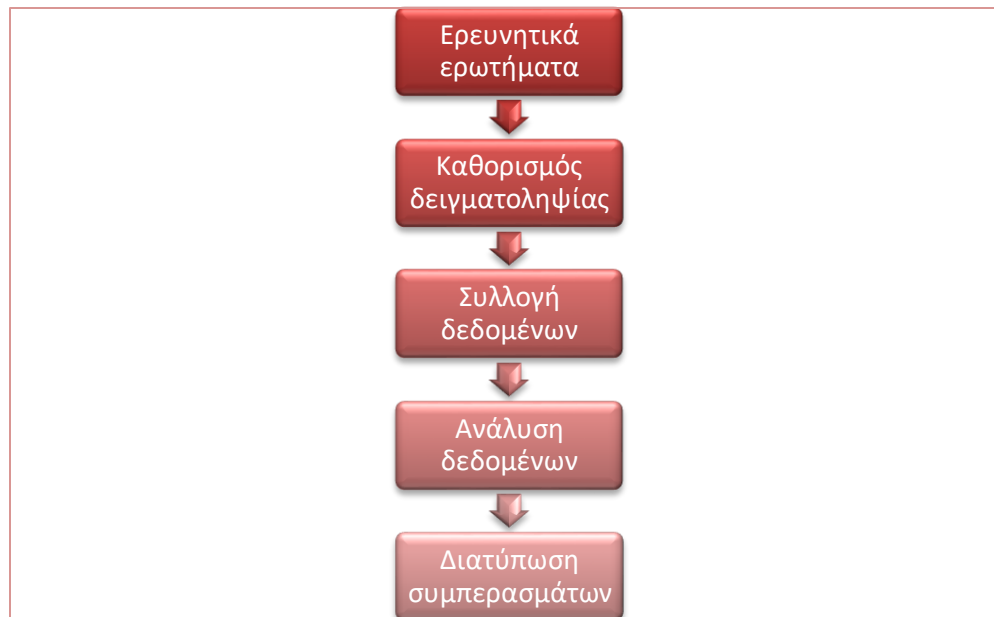 Ερευνητικά
ερωτήματα
Καθορισμός
δειγματοληψίας
Συλλογή
δεδομένων
Ανάλυση
δεδομένων
Διατύπωση
συμπερασμάτων